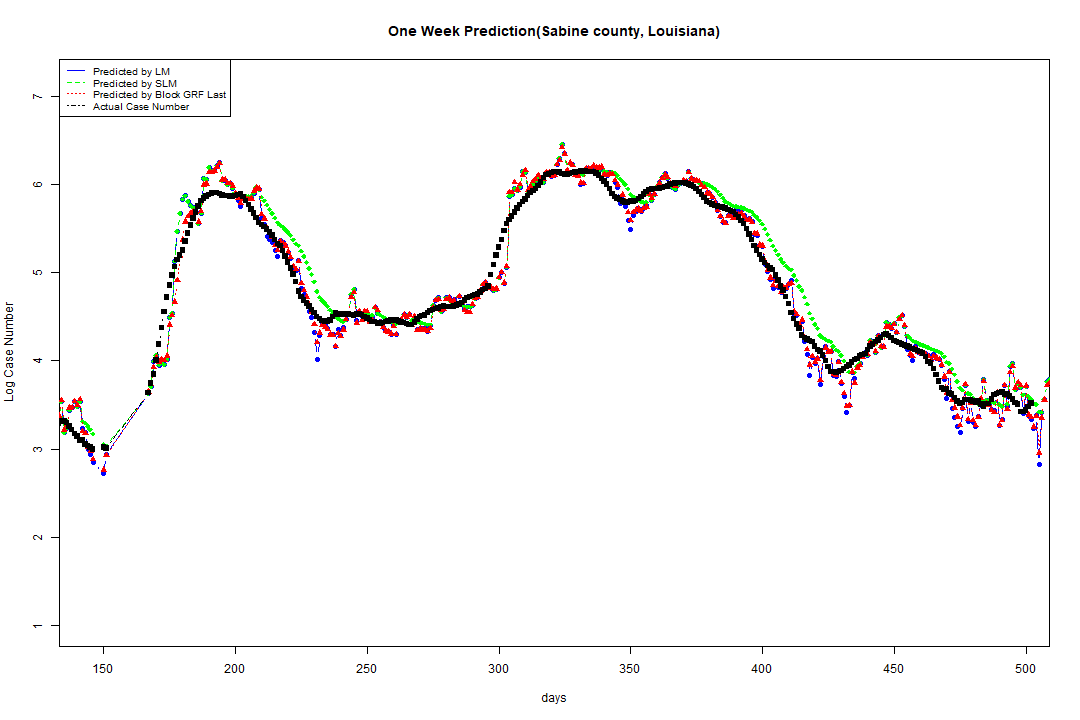 One Week Prediction(Sabine county, Louisiana)
Predicted by LM
Predicted by SLM
Predicted by Block GRF Last
Actual Case Number
7
6
5
4
3
2
1
Log Case Number
150 200 250 300 350 400 450 500
days